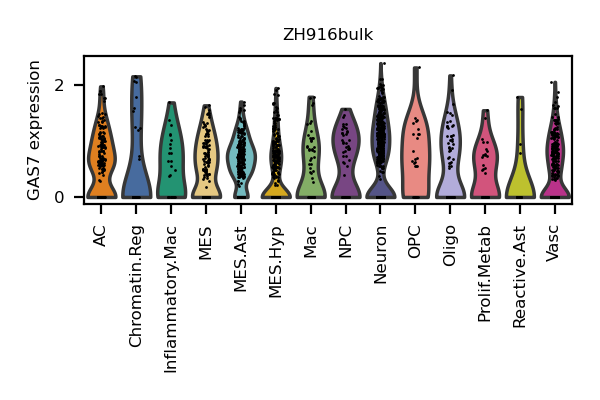 ZH916bulk
GAS7 expression
2
0
AC
Chromatin.Reg
Inflammatory.Mac
MES
MES.Ast
MES.Hyp
Mac
NPC
Neuron
OPC
Oligo
Prolif.Metab
Reactive.Ast
Vasc